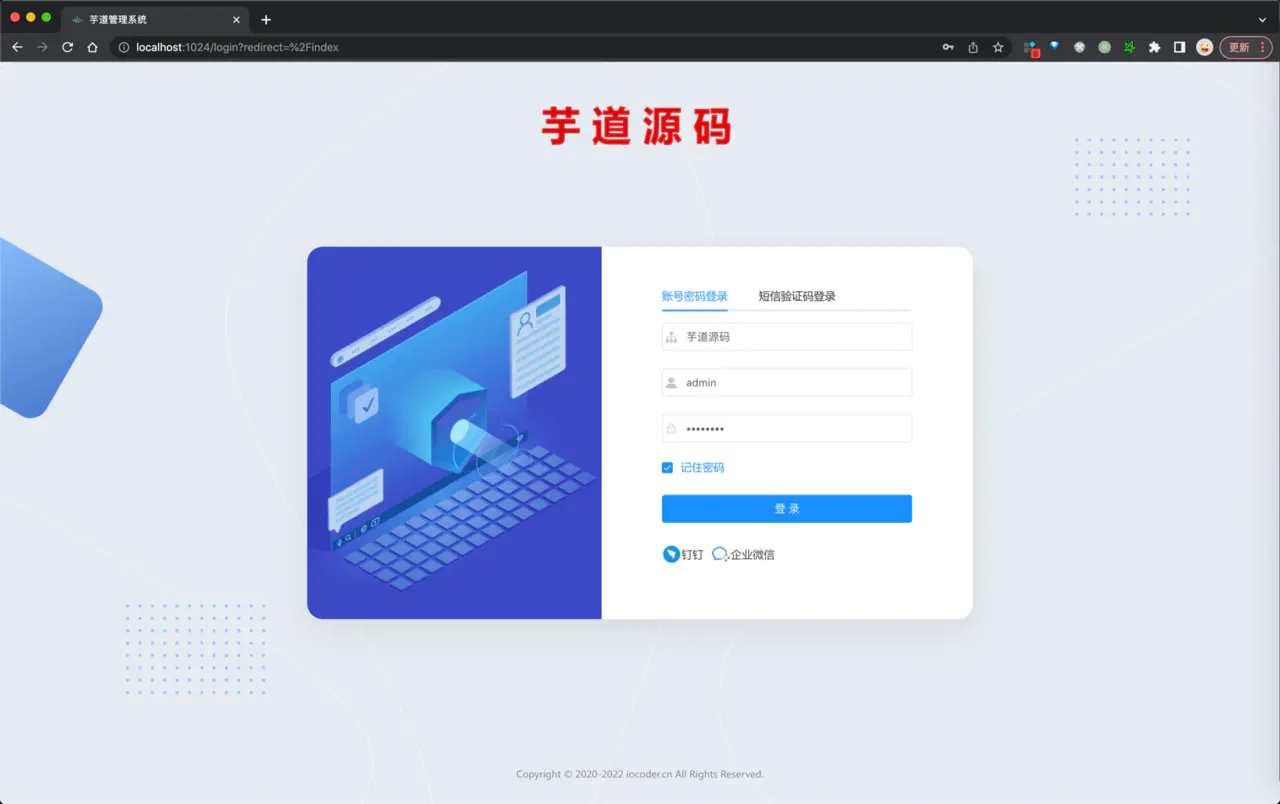 芋道管理系统
localhost:1024/login?redirect=%2Findex
更新
芋道源码
账号密码登录 短信验证码登录
芋道源码
admin
••••••••
记住密码
登 录
钉钉 企业微信
Copyright © 2020-2022 iocoder.cn All Rights Reserved.